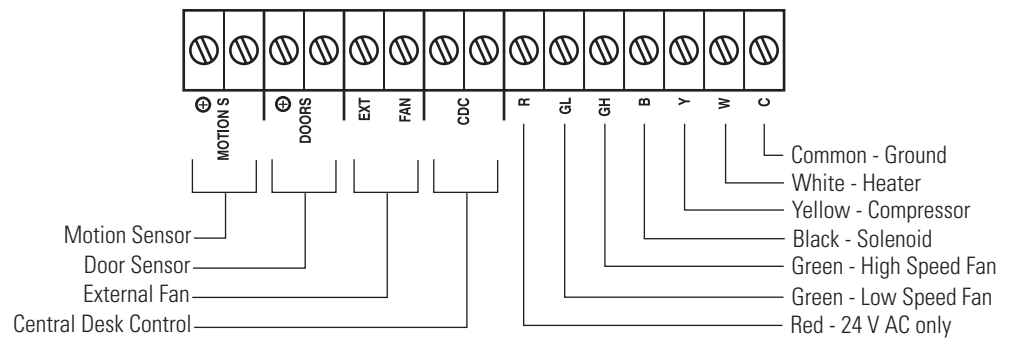 ⊕ MOTION S
⊕ DOORS
EXT FAN
CDC
R
GL
GH
B
Y
W
C
Common - Ground
White - Heater
Yellow - Compressor
Black - Solenoid
Green - High Speed Fan
Green - Low Speed Fan
Red - 24 V AC only
Motion Sensor
Door Sensor
External Fan
Central Desk Control